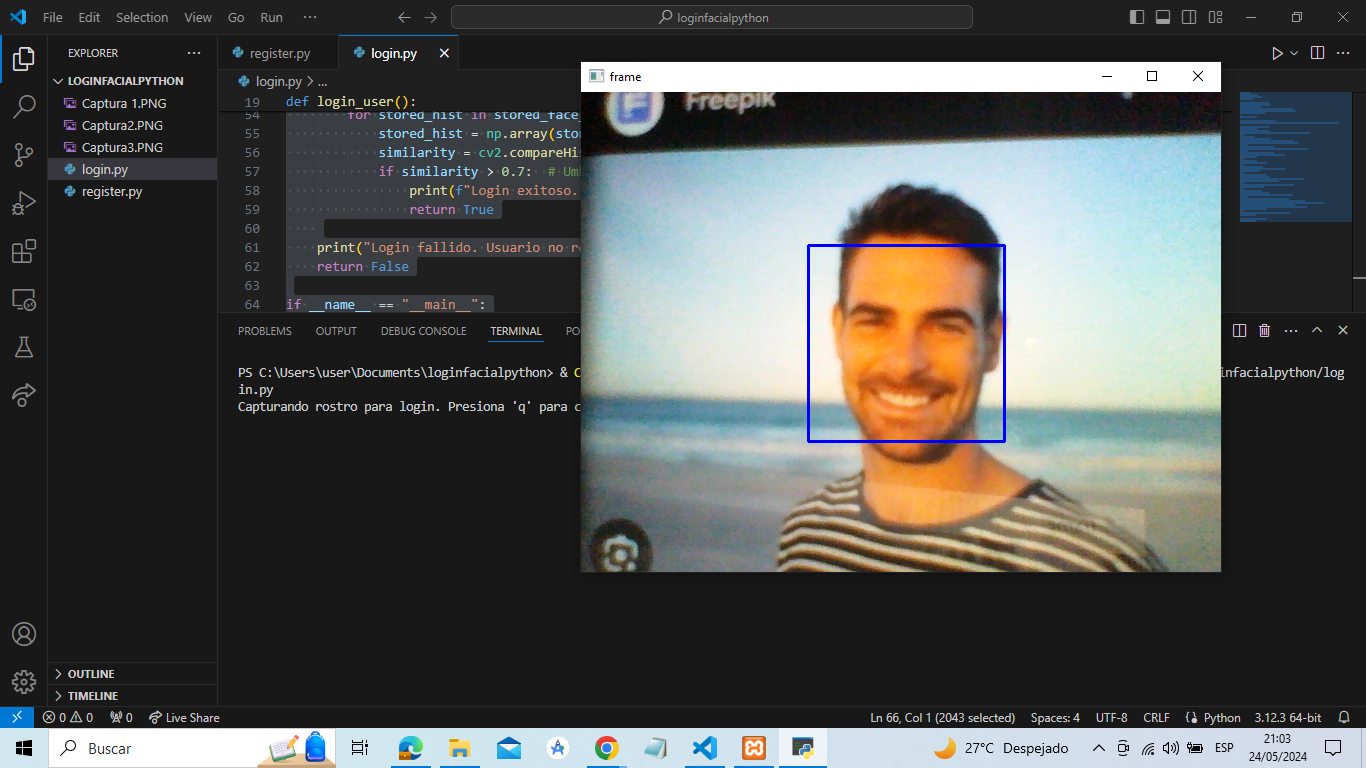 File Edit Selection View Go Run ···
loginfacialpython
EXPLORER ···
LOGINFACIALPYTHON
Captura 1.PNG
Captura2.PNG
Captura3.PNG
login.py
register.py
OUTLINE
TIMELINE
register.py
login.py
login.py > ...
19 def login_user():
54 for stored_hist in stored_face_
55 stored_hist = np.array(sto
56 similarity = cv2.compareHi
57 if similarity > 0.7: # Um
58 print(f"Login exitoso.
59 return True
60
61 print("Login fallido. Usuario no r
62 return False
63
64 if __name__ == "__main__":
PROBLEMS OUTPUT DEBUG CONSOLE TERMINAL PO
PS C:\Users\user\Documents\loginfacialpython> & C
infacialpython/log
in.py
Capturando rostro para login. Presiona 'q' para c
frame
Freepik
0 0 0 Live Share
Ln 66, Col 1 (2043 selected) Spaces: 4 UTF-8 CRLF Python 3.12.3 64-bit
Buscar
27°C Despejado
ESP
21:03
24/05/2024